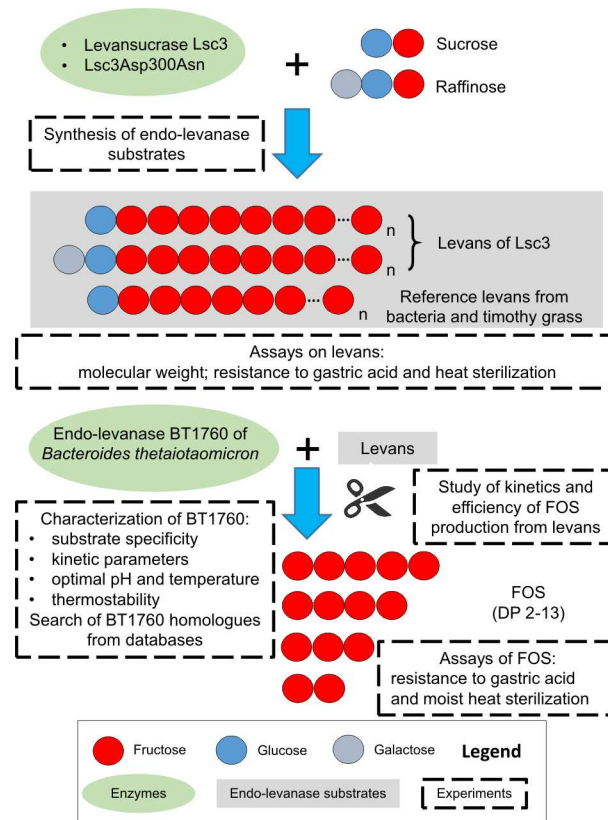 • Levansucrase Lsc3
• Lsc3Asp300Asn
+
Sucrose
Raffinose
Synthesis of endo-levanase
substrates
... n
... n
Levans of Lsc3
... n
Reference levans from
bacteria and timothy grass
Assays on levans:
molecular weight; resistance to gastric acid and heat sterilization
Endo-levanase BT1760 of
Bacteroides thetaiotaomicron
+
Levans
Study of kinetics and
efficiency of FOS
production from levans
Characterization of BT1760:
• substrate specificity
• kinetic parameters
• optimal pH and temperature
• thermostability
Search of BT1760 homologues
from databases
FOS
(DP 2-13)
Assays of FOS:
resistance to gastric acid
and moist heat sterilization
Fructose
Glucose
Galactose
Legend
Enzymes
Endo-levanase substrates
Experiments